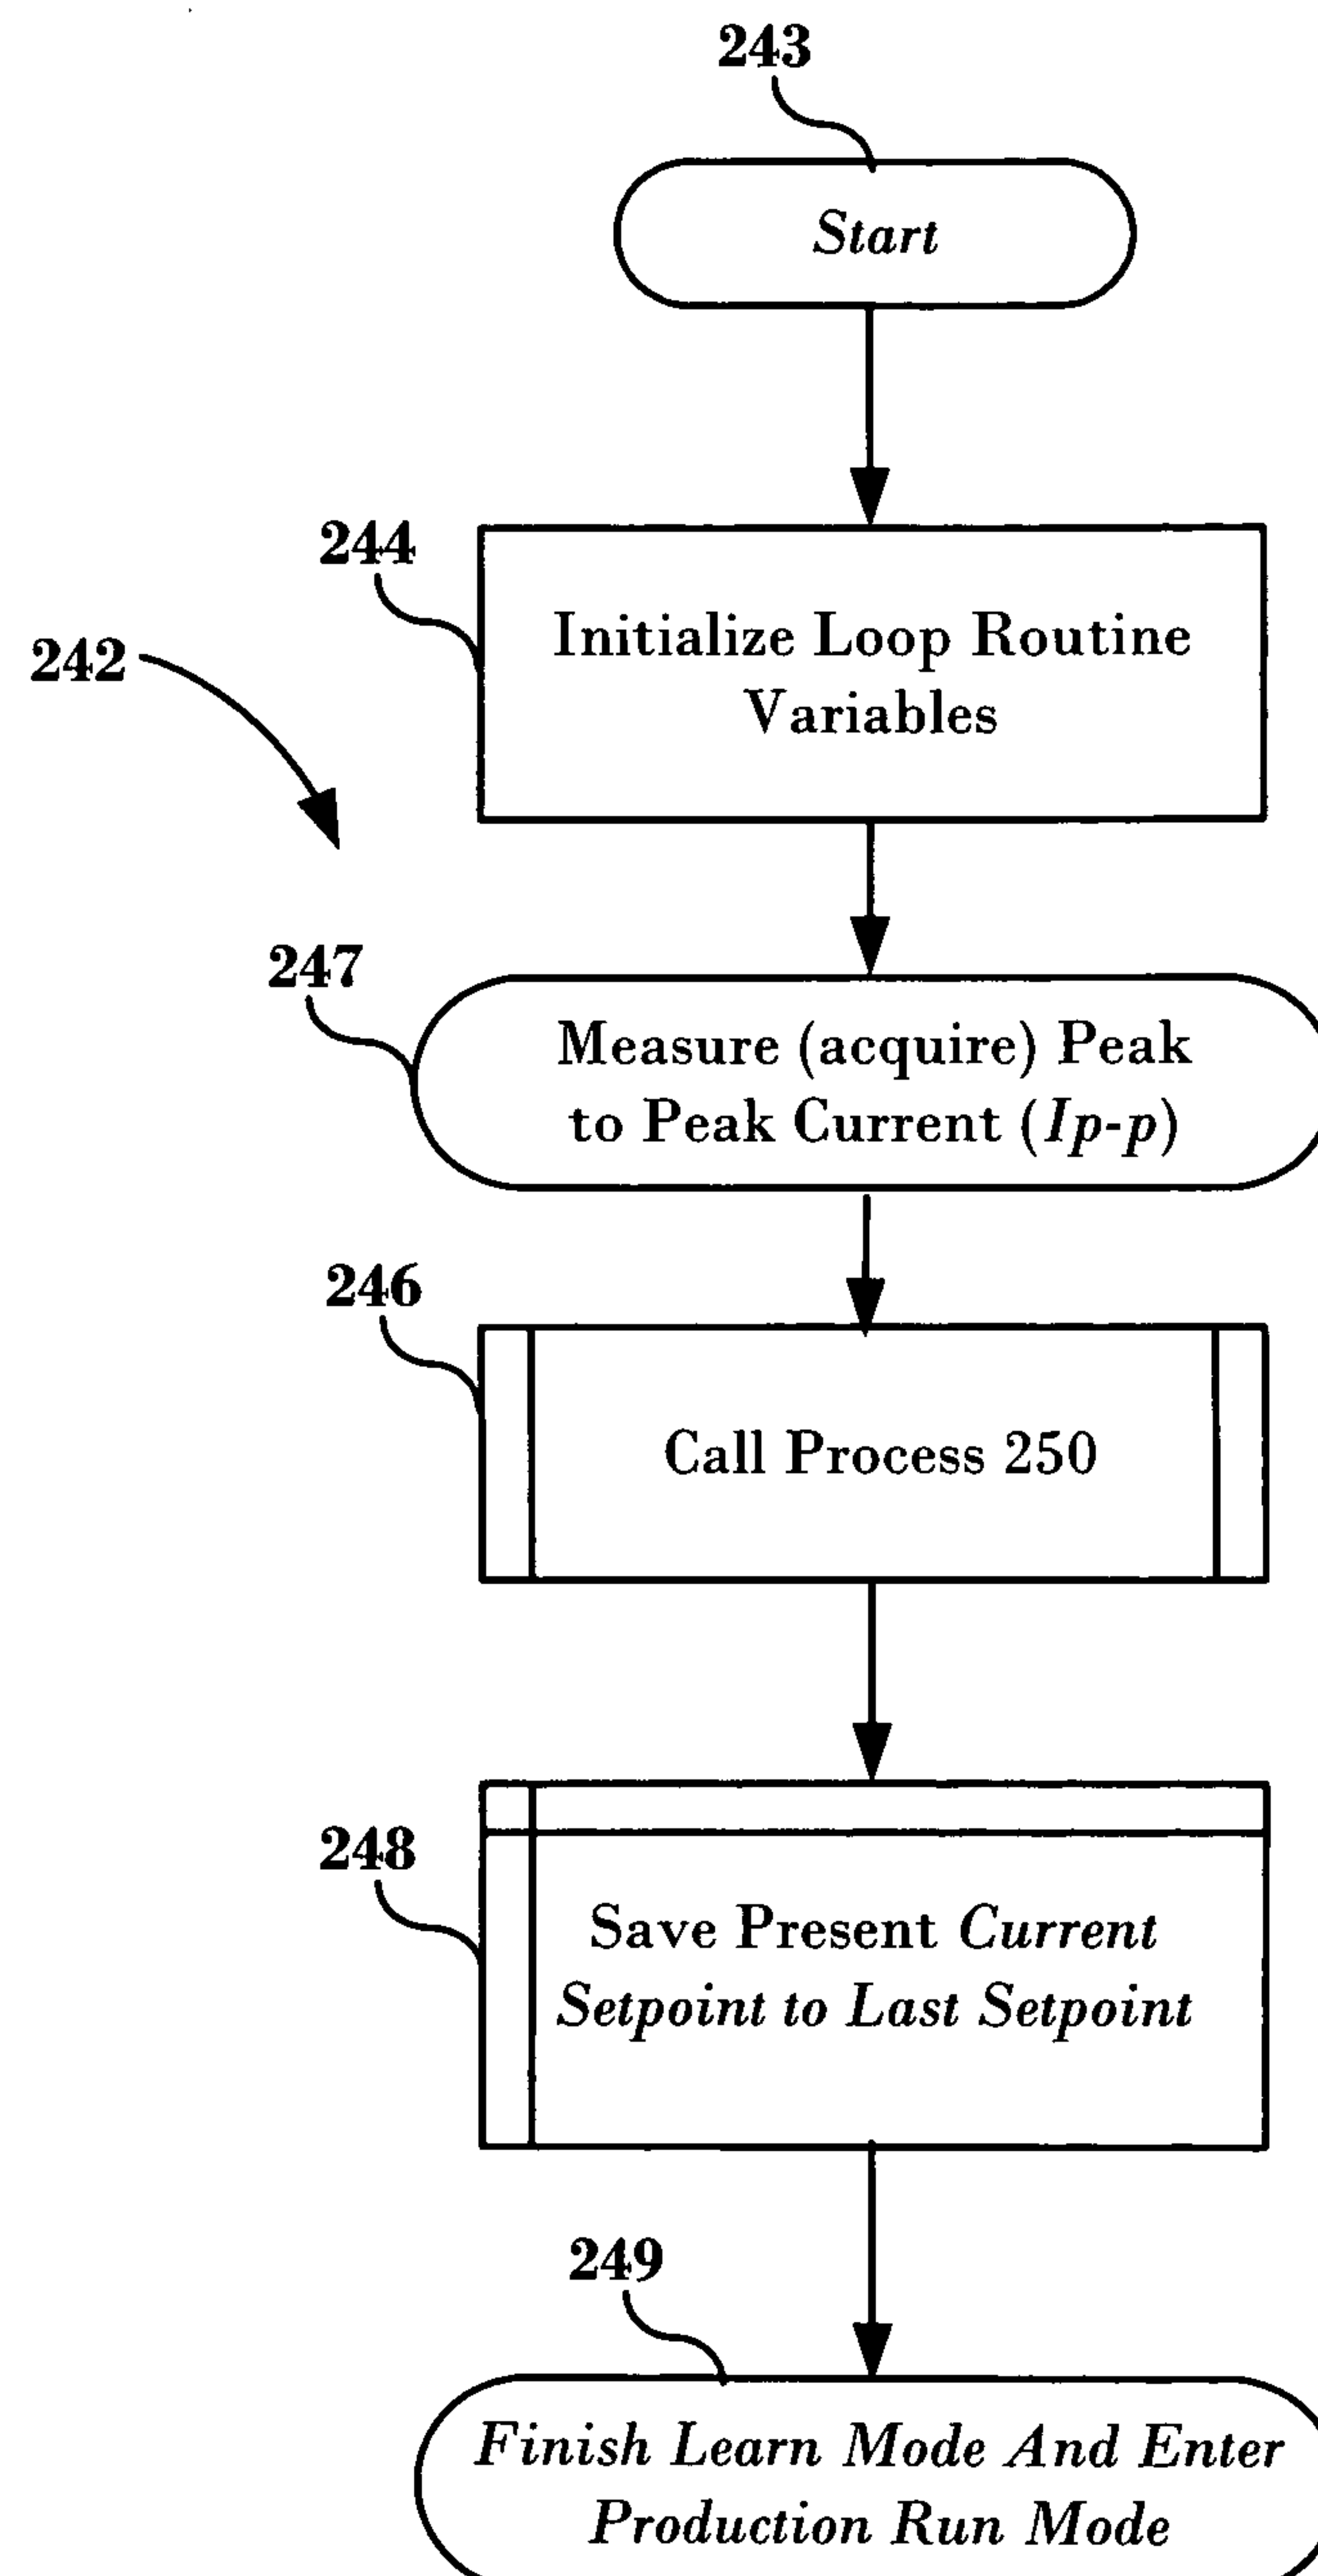 243
Start
244
Initialize Loop Routine
Variables
242
247
Measure (acquire) Peak
to Peak Current (Ip-p)
246
Call Process 250
248
Save Present Current
Setpoint to Last Setpoint
249
Finish Learn Mode And Enter
Production Run Mode